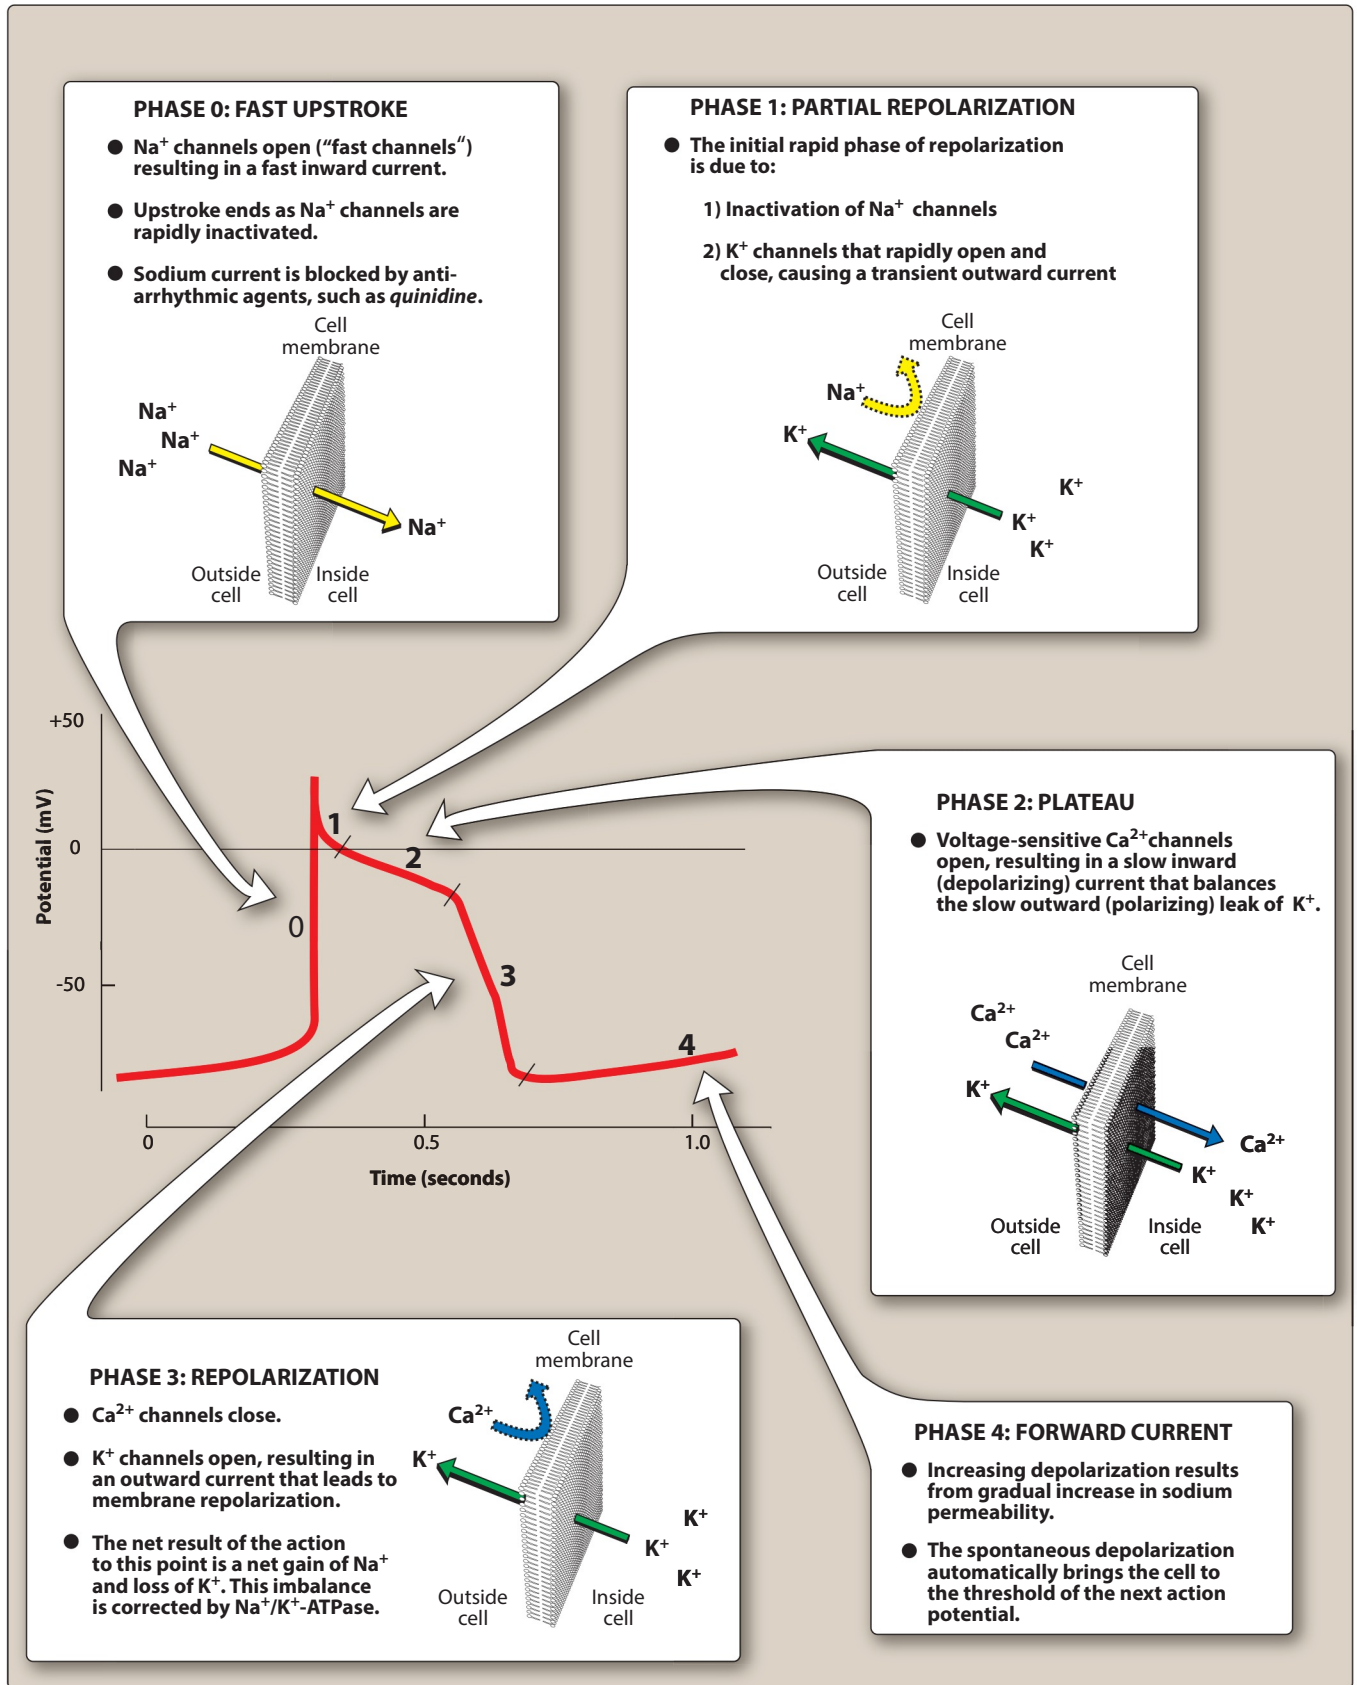 PHASE 0: FAST UPSTROKE
● Na⁺ channels open (“fast channels“)
resulting in a fast inward current.
● Upstroke ends as Na⁺ channels are
rapidly inactivated.
● Sodium current is blocked by anti-
arrhythmic agents, such as quinidine.
Cell
membrane
Na⁺
Na⁺
Na⁺
Na⁺
Outside
cell
Inside
cell
PHASE 1: PARTIAL REPOLARIZATION
● The initial rapid phase of repolarization
is due to:
1) Inactivation of Na⁺ channels
2) K⁺ channels that rapidly open and
close, causing a transient outward current
Cell
membrane
Na⁺
K⁺
K⁺
K⁺
K⁺
Outside
cell
Inside
cell
+50
0
-50
Potential (mV)
0
1
2
3
4
0
0.5
1.0
Time (seconds)
PHASE 2: PLATEAU
● Voltage-sensitive Ca²⁺channels
open, resulting in a slow inward
(depolarizing) current that balances
the slow outward (polarizing) leak of K⁺.
Cell
membrane
Ca²⁺
Ca²⁺
K⁺
Ca²⁺
K⁺
K⁺
K⁺
Outside
cell
Inside
cell
PHASE 3: REPOLARIZATION
● Ca²⁺ channels close.
● K⁺ channels open, resulting in
an outward current that leads to
membrane repolarization.
● The net result of the action
to this point is a net gain of Na⁺
and loss of K⁺. This imbalance
is corrected by Na⁺/K⁺-ATPase.
Cell
membrane
Ca²⁺
K⁺
K⁺
K⁺
K⁺
Outside
cell
Inside
cell
PHASE 4: FORWARD CURRENT
● Increasing depolarization results
from gradual increase in sodium
permeability.
● The spontaneous depolarization
automatically brings the cell to
the threshold of the next action
potential.